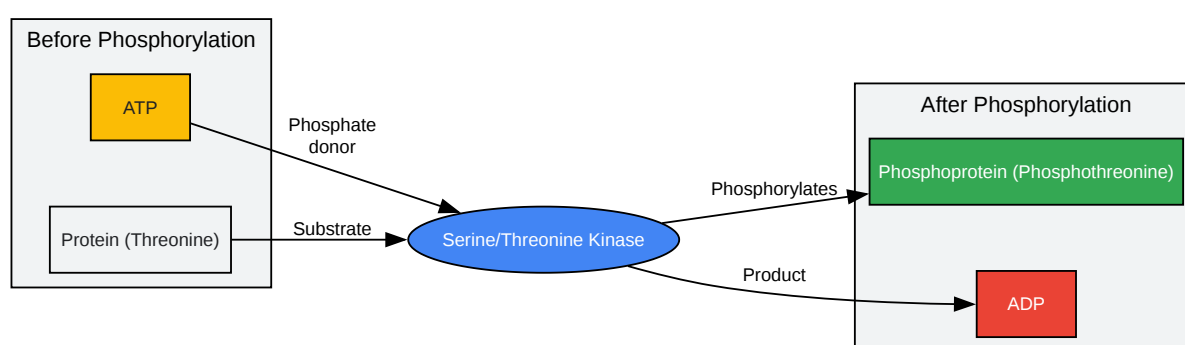 Before Phosphorylation
ATP
Protein (Threonine)
Phosphate
donor
Substrate
Serine/Threonine Kinase
Phosphorylates
Product
After Phosphorylation
Phosphoprotein (Phosphothreonine)
ADP